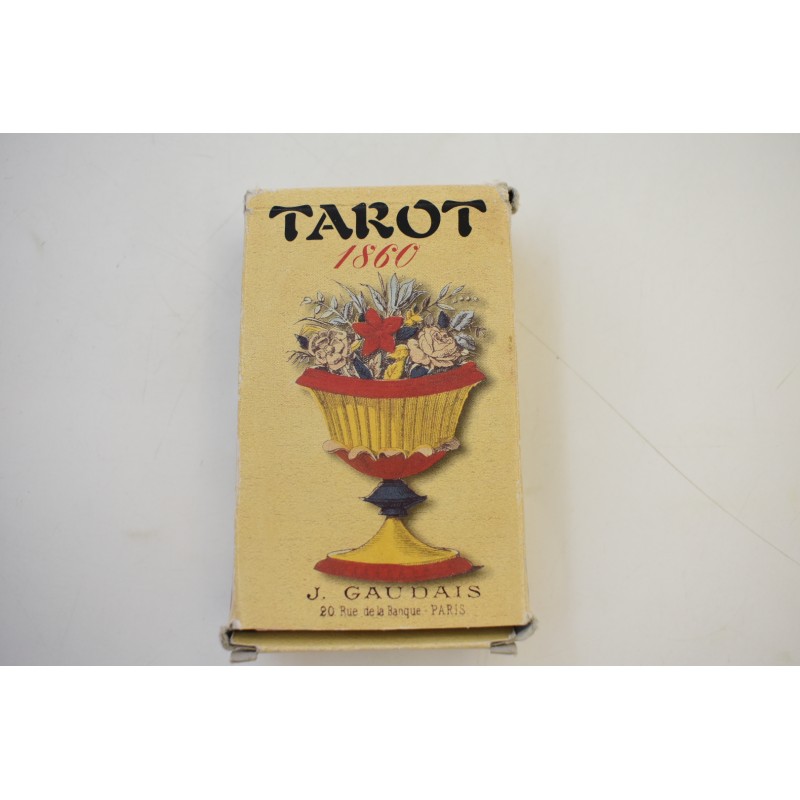 TAROT
1860
J. GAUDAIS
20 Rue de la Banque - PARIS